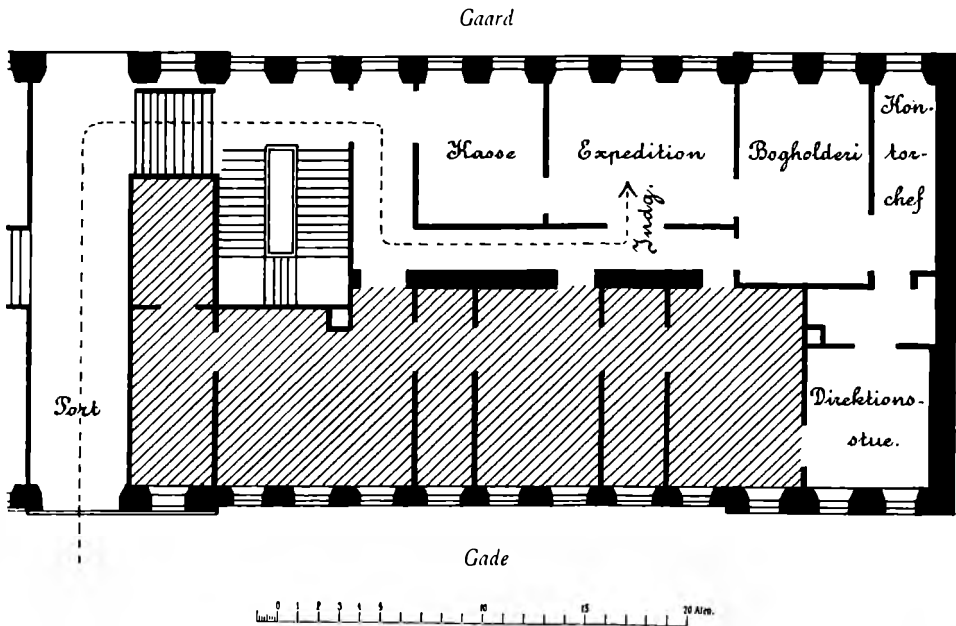 Gaard
Kasse
Expedition
Bogholderi
Kon-
tor-
chef
Indg.
Port
Direktions-
stue.
Gade
0 1 2 3 4 5 10 15 20 Alen.